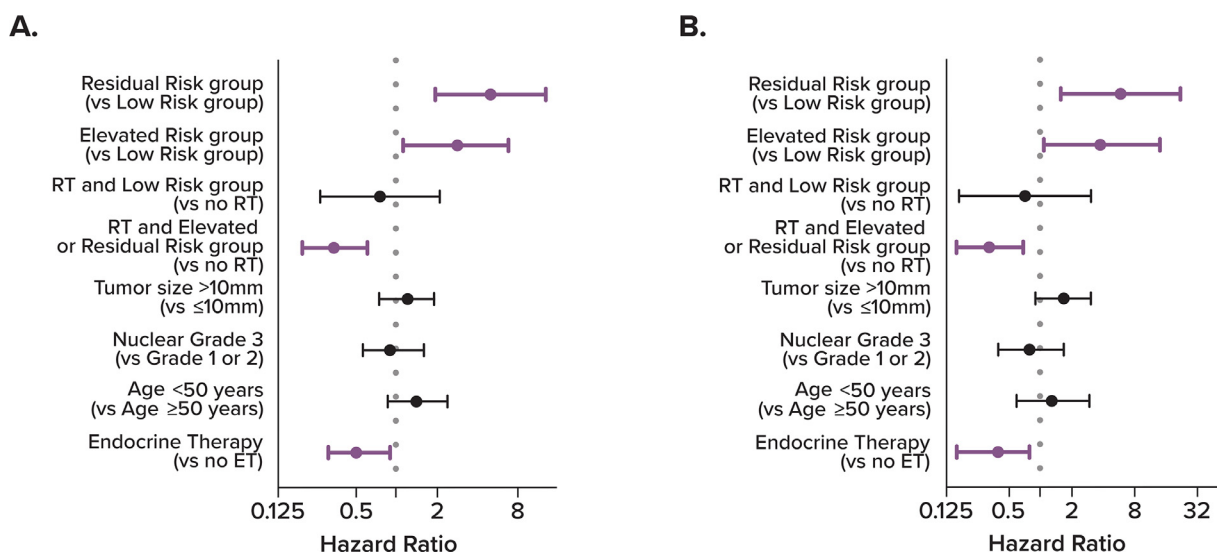 A.
Residual Risk group
(vs Low Risk group)
Elevated Risk group
(vs Low Risk group)
RT and Low Risk group
(vs no RT)
RT and Elevated
or Residual Risk group
(vs no RT)
Tumor size >10mm
(vs ≤10mm)
Nuclear Grade 3
(vs Grade 1 or 2)
Age <50 years
(vs Age ≥50 years)
Endocrine Therapy
(vs no ET)
0.125 0.5 1 2 8
Hazard Ratio
B.
Residual Risk group
(vs Low Risk group)
Elevated Risk group
(vs Low Risk group)
RT and Low Risk group
(vs no RT)
RT and Elevated
or Residual Risk group
(vs no RT)
Tumor size >10mm
(vs ≤10mm)
Nuclear Grade 3
(vs Grade 1 or 2)
Age <50 years
(vs Age ≥50 years)
Endocrine Therapy
(vs no ET)
0.125 0.5 1 2 8 32
Hazard Ratio